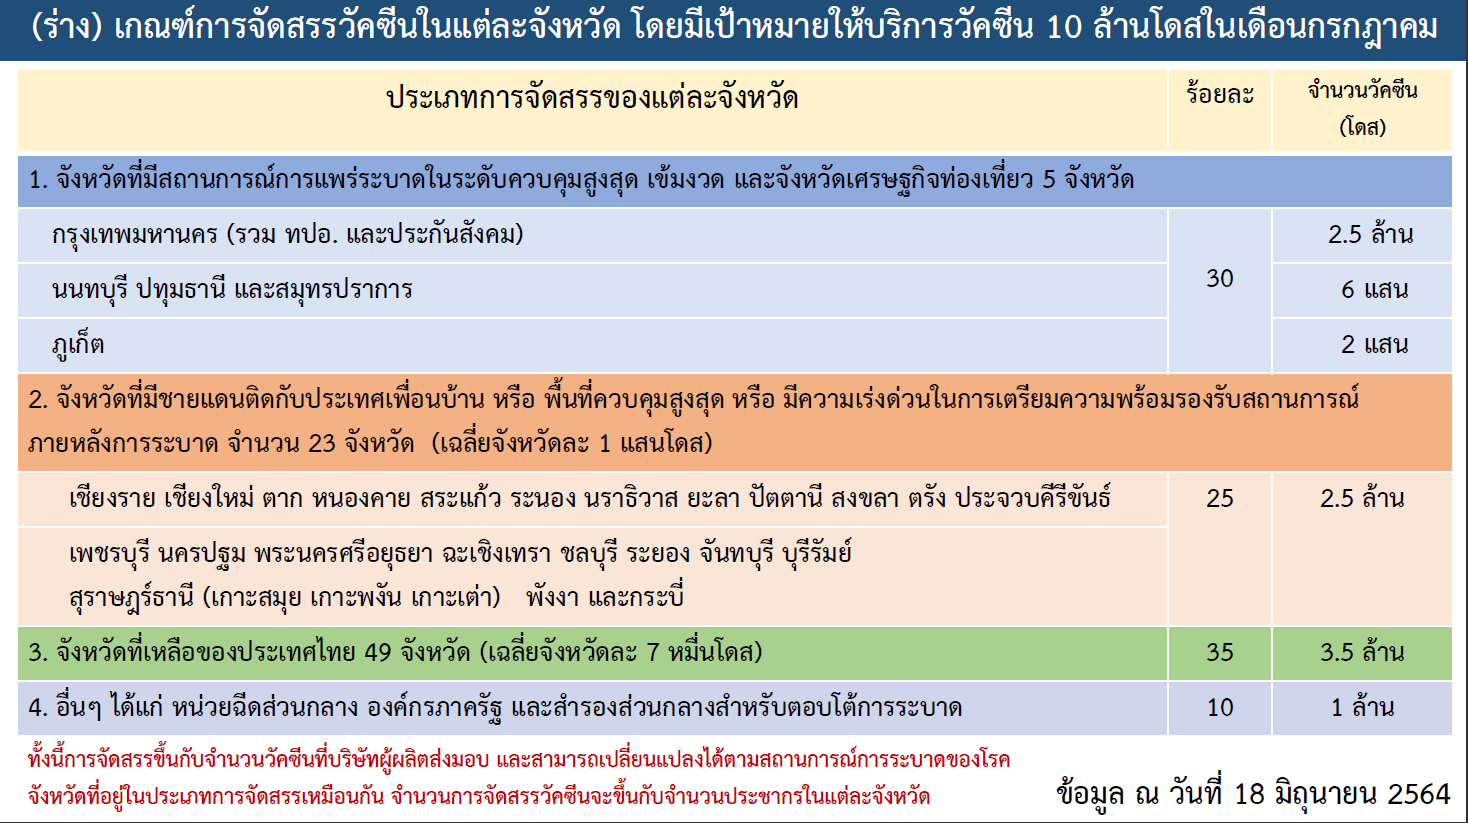 (ร่าง) เกณฑ์การจัดสรรวัคซีนในแต่ละจังหวัด โดยมีเป้าหมายให้บริการวัคซีน 10 ล้านโดสในเดือนกรกฎาคม
ประเภทการจัดสรรของแต่ละจังหวัด ร้อยละ จำนวนวัคซีน
(โดส)
1. จังหวัดที่มีสถานการณ์การแพร่ระบาดในระดับควบคุมสูงสุด เข้มงวด และจังหวัดเศรษฐกิจท่องเที่ยว 5 จังหวัด
กรุงเทพมหานคร (รวม ทปอ. และประกันสังคม) 2.5 ล้าน
30
นนทบุรี ปทุมธานี และสมุทรปราการ 6 แสน
ภูเก็ต 2 แสน
2. จังหวัดที่มีชายแดนติดกับประเทศเพื่อนบ้าน หรือ พื้นที่ควบคุมสูงสุด หรือ มีความเร่งด่วนในการเตรียมความพร้อมรองรับสถานการณ์
ภายหลังการระบาด จำนวน 23 จังหวัด (เฉลี่ยจังหวัดละ 1 แสนโดส)
เชียงราย เชียงใหม่ ตาก หนองคาย สระแก้ว ระนอง นราธิวาส ยะลา ปัตตานี สงขลา ตรัง ประจวบคีรีขันธ์ 25 2.5 ล้าน
เพชรบุรี นครปฐม พระนครศรีอยุธยา ฉะเชิงเทรา ชลบุรี ระยอง จันทบุรี บุรีรัมย์
สุราษฎร์ธานี (เกาะสมุย เกาะพงัน เกาะเต่า) พังงา และกระบี่
3. จังหวัดที่เหลือของประเทศไทย 49 จังหวัด (เฉลี่ยจังหวัดละ 7 หมื่นโดส) 35 3.5 ล้าน
4. อื่นๆ ได้แก่ หน่วยฉีดส่วนกลาง องค์กรภาครัฐ และสำรองส่วนกลางสำหรับตอบโต้การระบาด 10 1 ล้าน
ทั้งนี้การจัดสรรขึ้นกับจำนวนวัคซีนที่บริษัทผู้ผลิตส่งมอบ และสามารถเปลี่ยนแปลงได้ตามสถานการณ์การระบาดของโรค
จังหวัดที่อยู่ในประเภทการจัดสรรเหมือนกัน จำนวนการจัดสรรวัคซีนจะขึ้นกับจำนวนประชากรในแต่ละจังหวัด
ข้อมูล ณ วันที่ 18 มิถุนายน 2564